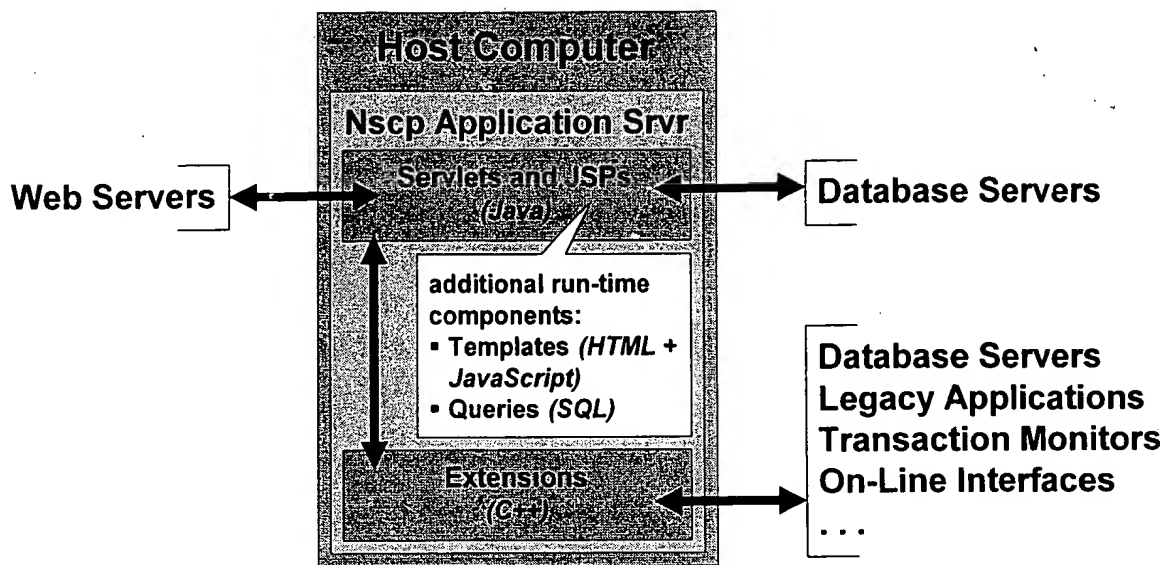 Host Computer
Nscp Application Srvr
Servlets and JSPs
(Java)
Web Servers
Database Servers
additional run-time
components:
▪ Templates (HTML +
JavaScript)
▪ Queries (SQL)
Extensions
(C++)
Database Servers
Legacy Applications
Transaction Monitors
On-Line Interfaces
. . .